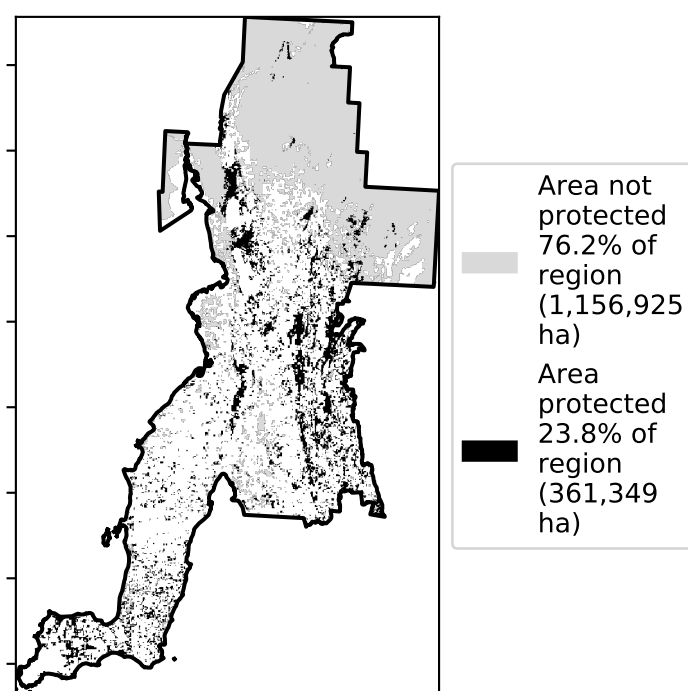 Area not
protected
76.2% of
region
(1,156,925
ha)
Area
protected
23.8% of
region
(361,349
ha)